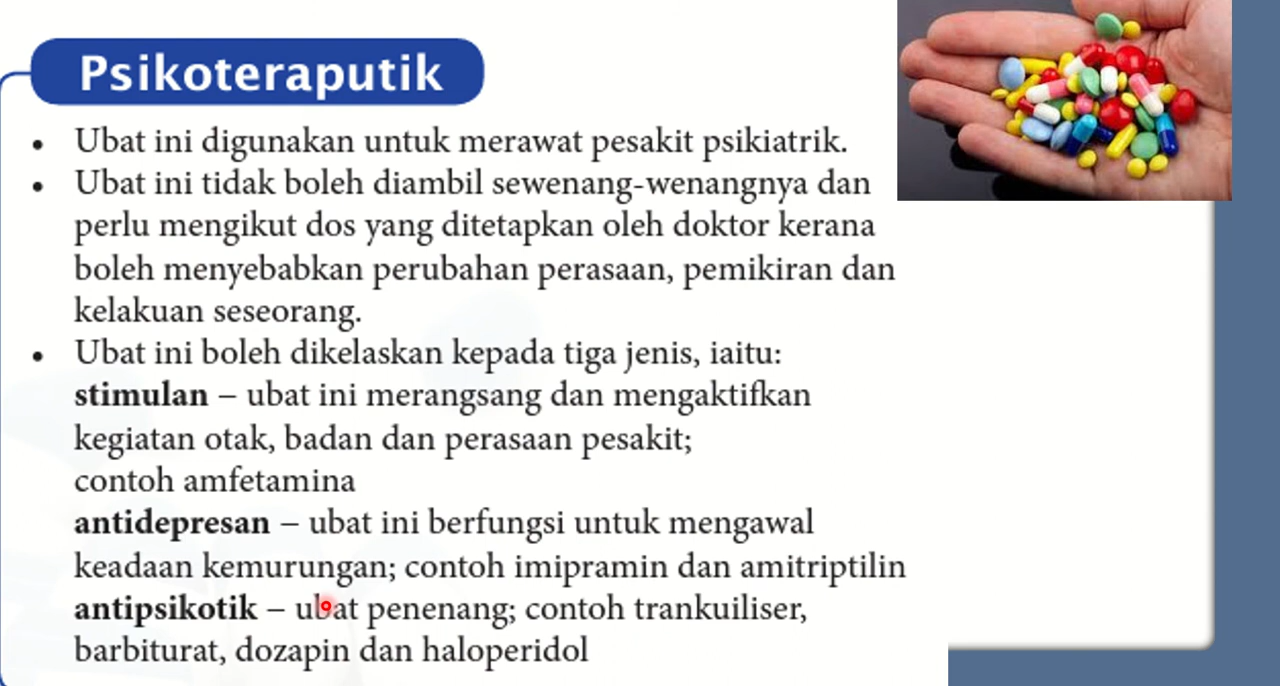 Psikoteraputik
• Ubat ini digunakan untuk merawat pesakit psikiatrik.
• Ubat ini tidak boleh diambil sewenang-wenangnya dan
perlu mengikut dos yang ditetapkan oleh doktor kerana
boleh menyebabkan perubahan perasaan, pemikiran dan
kelakuan seseorang.
• Ubat ini boleh dikelaskan kepada tiga jenis, iaitu:
stimulan – ubat ini merangsang dan mengaktifkan
kegiatan otak, badan dan perasaan pesakit;
contoh amfetamina
antidepresan – ubat ini berfungsi untuk mengawal
keadaan kemurungan; contoh imipramin dan amitriptilin
antipsikotik – ubat penenang; contoh trankuiliser,
barbiturat, dozapin dan haloperidol